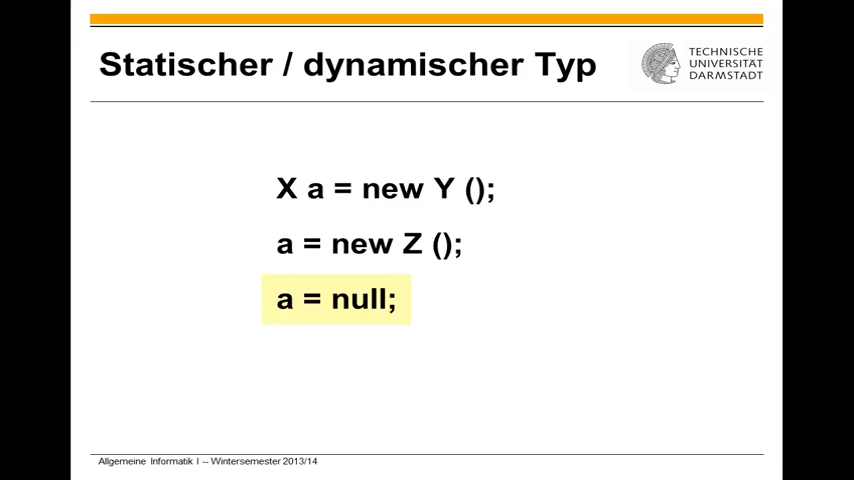 Statischer / dynamischer Typ
TECHNISCHE
UNIVERSITÄT
DARMSTADT
X a = new Y ();
a = new Z ();
a = null;
Allgemeine Informatik I -- Wintersemester 2013/14